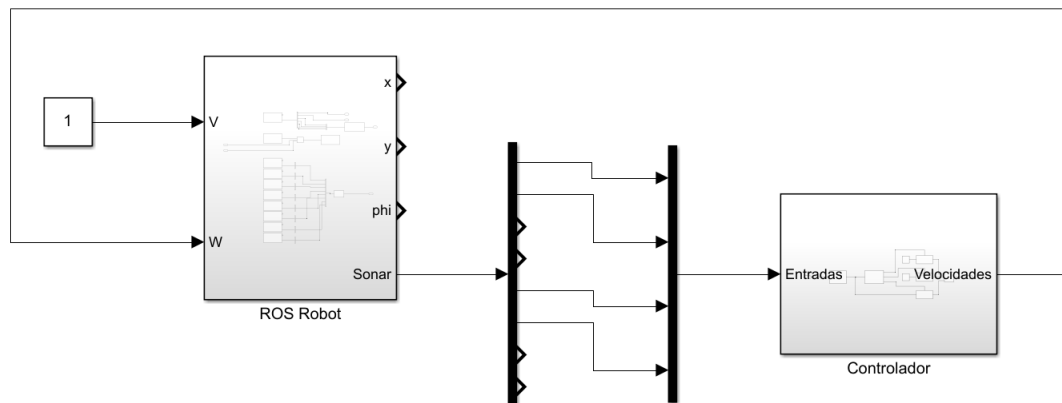 1
V
W
x
y
phi
Sonar
ROS Robot
Entradas
Velocidades
Controlador